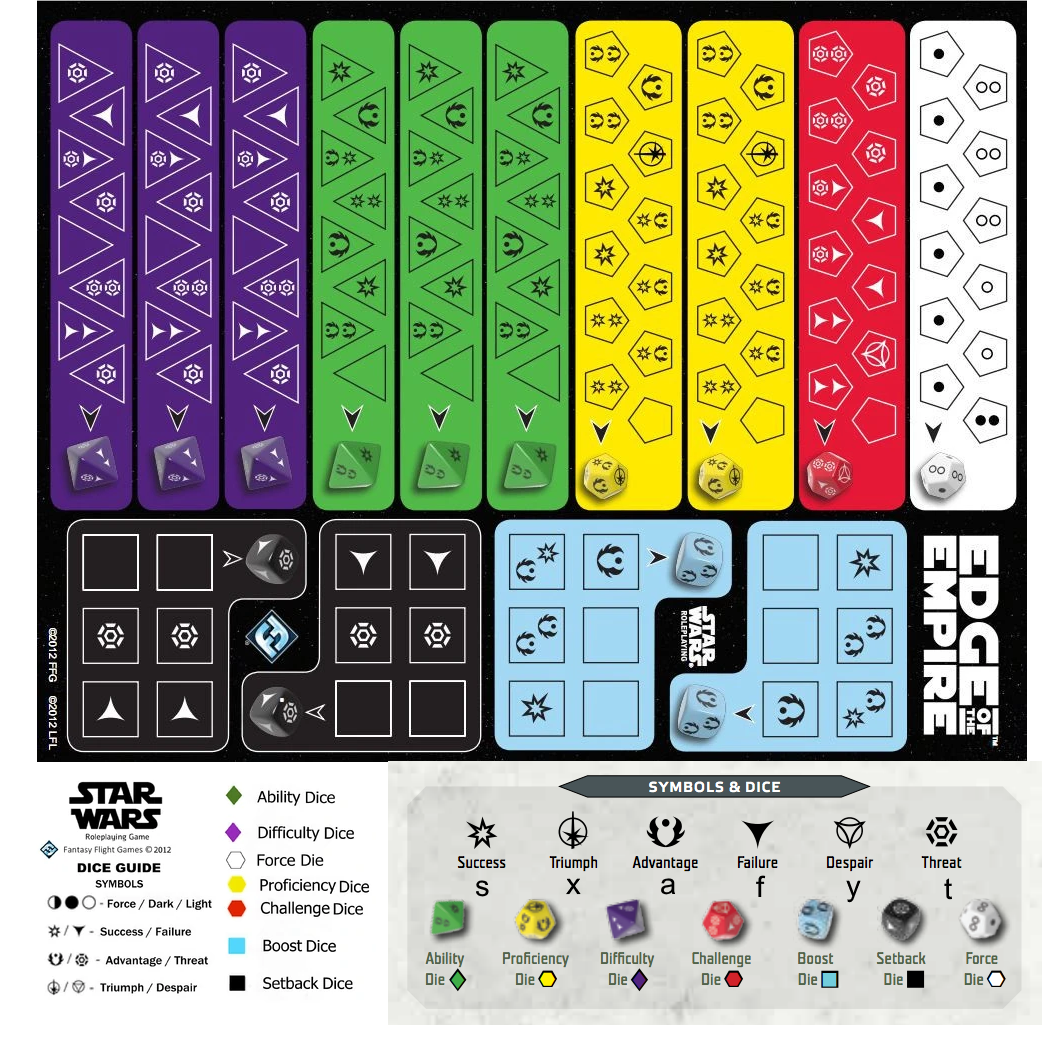 ©2012 FFG ©2012 LFL
STAR
WARS
ROLEPLAYING
EDGE OF THE
EMPIRE
TM
STAR
WARS
Roleplaying Game
Fantasy Flight Games © 2012
DICE GUIDE
SYMBOLS
- Force / Dark / Light
/ - Success / Failure
/ - Advantage / Threat
/ - Triumph / Despair
Ability Dice
Difficulty Dice
Force Die
Proficiency Dice
Challenge Dice
Boost Dice
Setback Dice
SYMBOLS & DICE
Success Triumph Advantage Failure Despair Threat
s x a f y t
Ability Proficiency Difficulty Challenge Boost Setback Force
Die Die Die Die Die Die Die